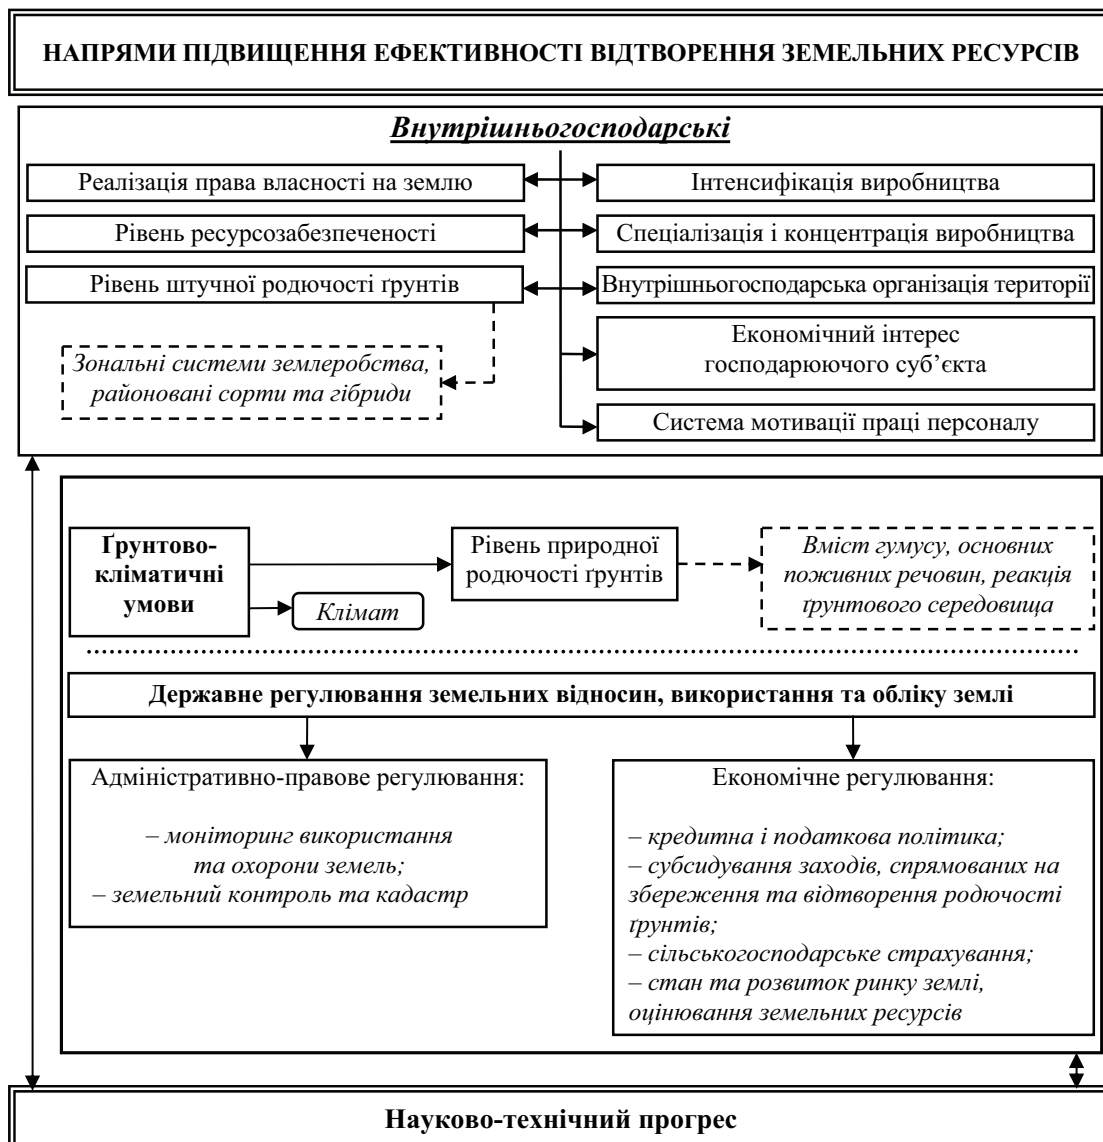 НАПРЯМИ ПІДВИЩЕННЯ ЕФЕКТИВНОСТІ ВІДТВОРЕННЯ ЗЕМЕЛЬНИХ РЕСУРСІВ
Внутрішньогосподарські
Реалізація права власності на землю
Інтенсифікація виробництва
Рівень ресурсозабезпеченості
Спеціалізація і концентрація виробництва
Рівень штучної родючості ґрунтів
Внутрішньогосподарська організація території
Зональні системи землеробства,
районовані сорти та гібриди
Економічний інтерес
господарюючого суб’єкта
Система мотивації праці персоналу
Ґрунтово-
кліматичні
умови
Рівень природної
родючості ґрунтів
Вміст гумусу, основних
поживних речовин, реакція
ґрунтового середовища
Клімат
Державне регулювання земельних відносин, використання та обліку землі
Адміністративно-правове регулювання:
– моніторинг використання
та охорони земель;
– земельний контроль та кадастр
Економічне регулювання:
– кредитна і податкова політика;
– субсидування заходів, спрямованих на
збереження та відтворення родючості
ґрунтів;
– сільськогосподарське страхування;
– стан та розвиток ринку землі,
оцінювання земельних ресурсів
Науково-технічний прогрес